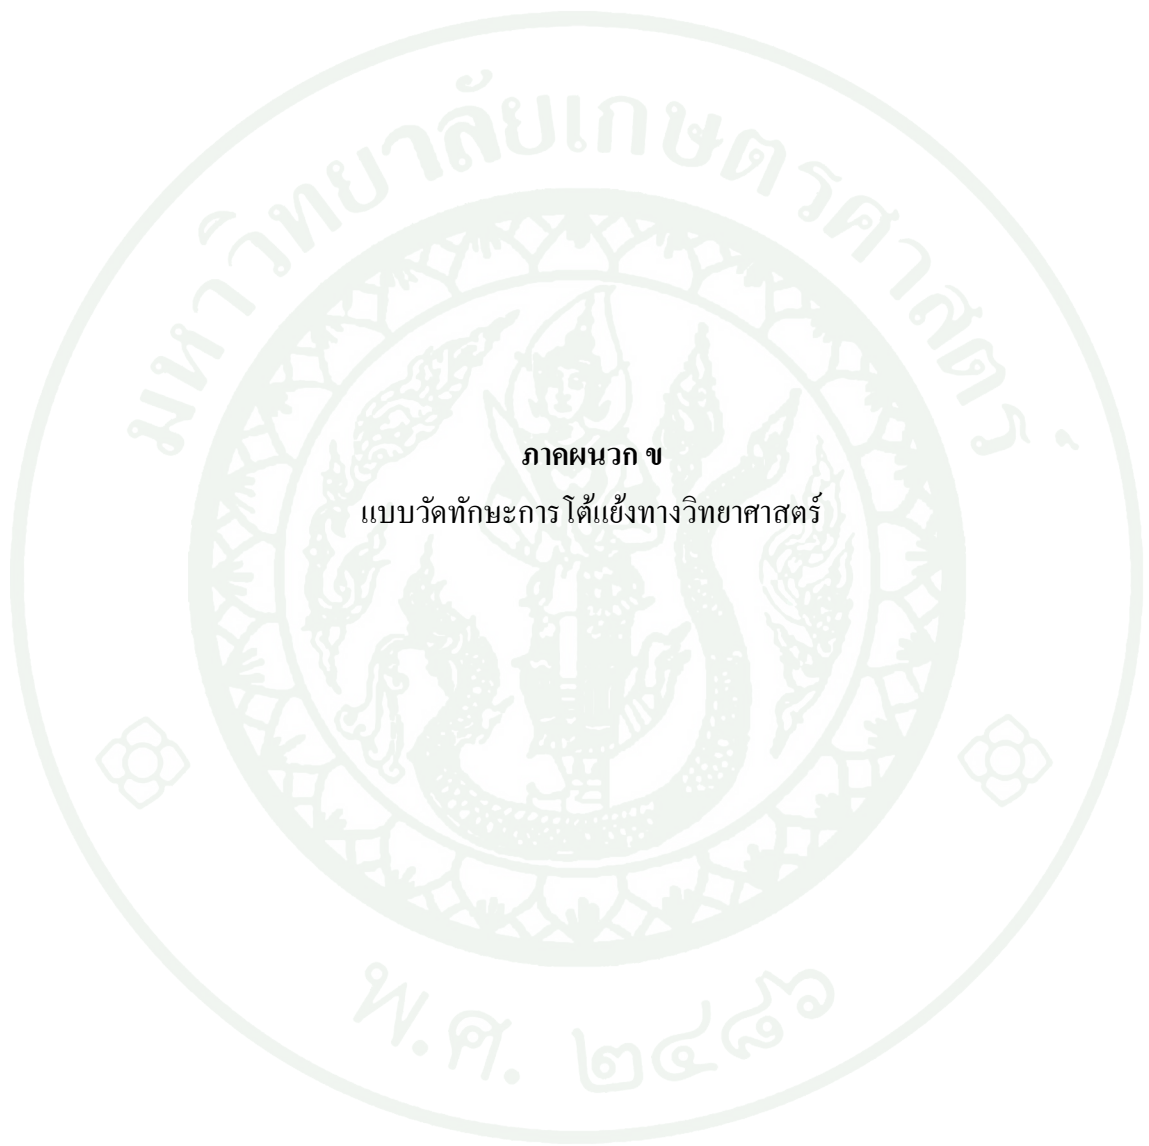 มหาวิทยาลัยเกษตรศาสตร์
ภาคผนวก ข
แบบวัดทักษะการโต้แย้งทางวิทยาศาสตร์
พ.ศ. ๒๔๘๖